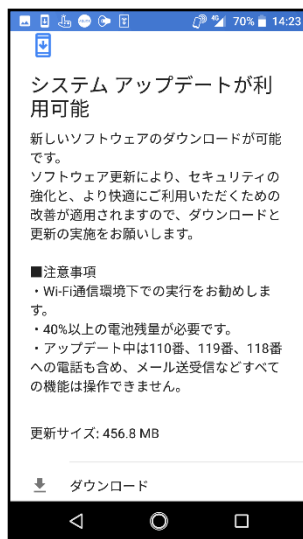 70% 14:23
システム アップデートが利
用可能
新しいソフトウェアのダウンロードが可能
です。
ソフトウェア更新により、セキュリティの
強化と、より快適にご利用いただくための
改善が適用されますので、ダウンロードと
更新の実施をお願いします。
■注意事項
・Wi-Fi通信環境下での実行をお勧めしま
す。
・40%以上の電池残量が必要です。
・アップデート中は110番、119番、118番
への電話も含め、メール送受信などすべて
の機能は操作できません。
更新サイズ: 456.8 MB
ダウンロード